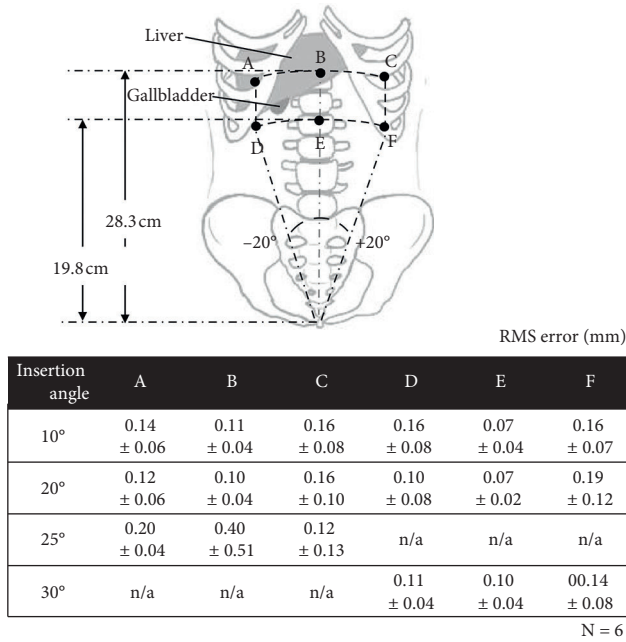 Liver
B
A
C
Gallbladder
D
E
F
28.3 cm
−20°
+20°
19.8 cm
RMS error (mm)
Insertion angle A B C D E F
10° 0.14 ± 0.06 0.11 ± 0.04 0.16 ± 0.08 0.16 ± 0.08 0.07 ± 0.04 0.16 ± 0.07
20° 0.12 ± 0.06 0.10 ± 0.04 0.16 ± 0.10 0.10 ± 0.08 0.07 ± 0.02 0.19 ± 0.12
25° 0.20 ± 0.04 0.40 ± 0.51 0.12 ± 0.13 n/a n/a n/a
30° n/a n/a n/a 0.11 ± 0.04 0.10 ± 0.04 00.14 ± 0.08
N = 6